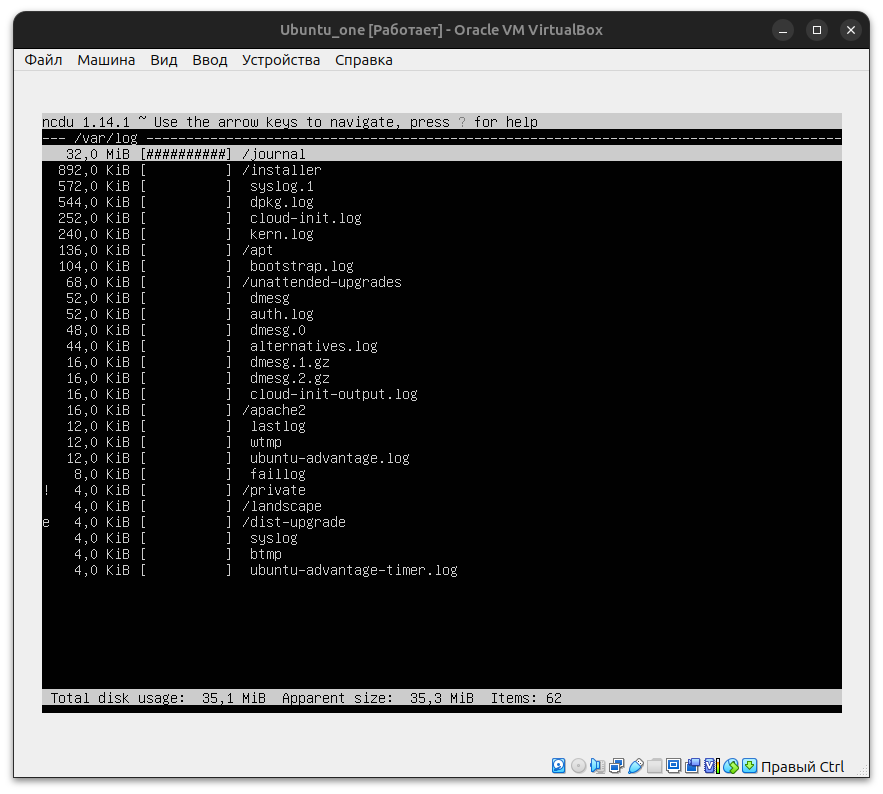 Ubuntu_one [Работает] - Oracle VM VirtualBox
Файл Машина Вид Ввод Устройства Справка
ncdu 1.14.1 ~ Use the arrow keys to navigate, press ? for help
--- /var/log ----------------------------------------------------------------------------------------
   32,0 MiB [##########] /journal
  892,0 KiB [          ] /installer
  572,0 KiB [          ]  syslog.1
  544,0 KiB [          ]  dpkg.log
  252,0 KiB [          ]  cloud-init.log
  240,0 KiB [          ]  kern.log
  136,0 KiB [          ] /apt
  104,0 KiB [          ]  bootstrap.log
   68,0 KiB [          ] /unattended-upgrades
   52,0 KiB [          ]  dmesg
   52,0 KiB [          ]  auth.log
   48,0 KiB [          ]  dmesg.0
   44,0 KiB [          ]  alternatives.log
   16,0 KiB [          ]  dmesg.1.gz
   16,0 KiB [          ]  dmesg.2.gz
   16,0 KiB [          ]  cloud-init-output.log
   16,0 KiB [          ] /apache2
   12,0 KiB [          ]  lastlog
   12,0 KiB [          ]  wtmp
   12,0 KiB [          ]  ubuntu-advantage.log
    8,0 KiB [          ]  faillog
!   4,0 KiB [          ] /private
    4,0 KiB [          ] /landscape
e   4,0 KiB [          ] /dist-upgrade
    4,0 KiB [          ]  syslog
    4,0 KiB [          ]  btmp
    4,0 KiB [          ]  ubuntu-advantage-timer.log
Total disk usage:  35,1 MiB  Apparent size:  35,3 MiB  Items: 62
Правый Ctrl